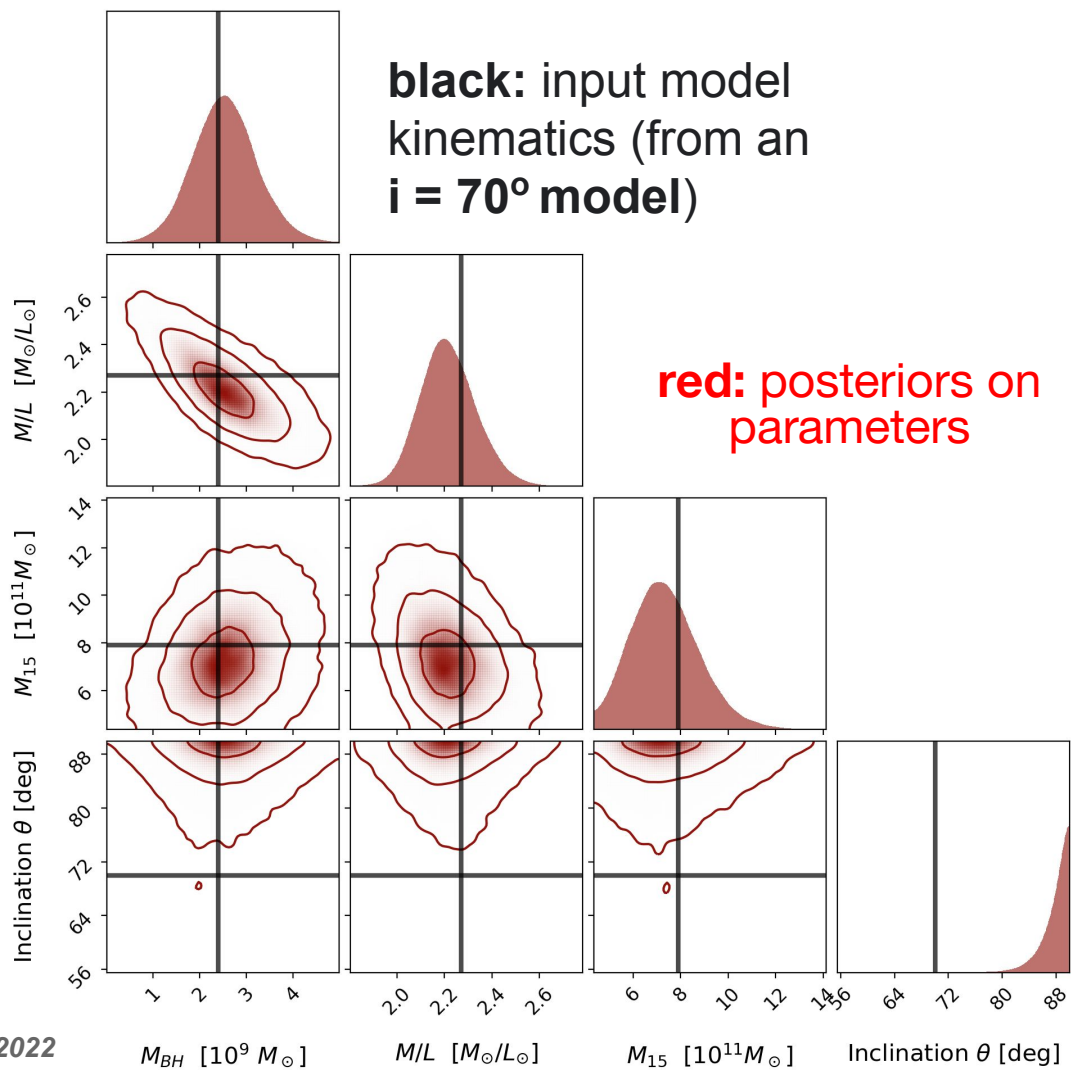 black: input model
kinematics (from an
i = 70º model)
red: posteriors on
parameters
M/L [M⊙/L⊙]
2.6
2.4
2.2
2.0
M15 [10^11 M⊙]
14
12
10
8
6
Inclination θ [deg]
88
80
72
64
56
1 2 3 4
2.0 2.2 2.4 2.6
6 8 10 12 14
56 64 72 80 88
2022
MBH [10^9 M⊙]
M/L [M⊙/L⊙]
M15 [10^11 M⊙]
Inclination θ [deg]